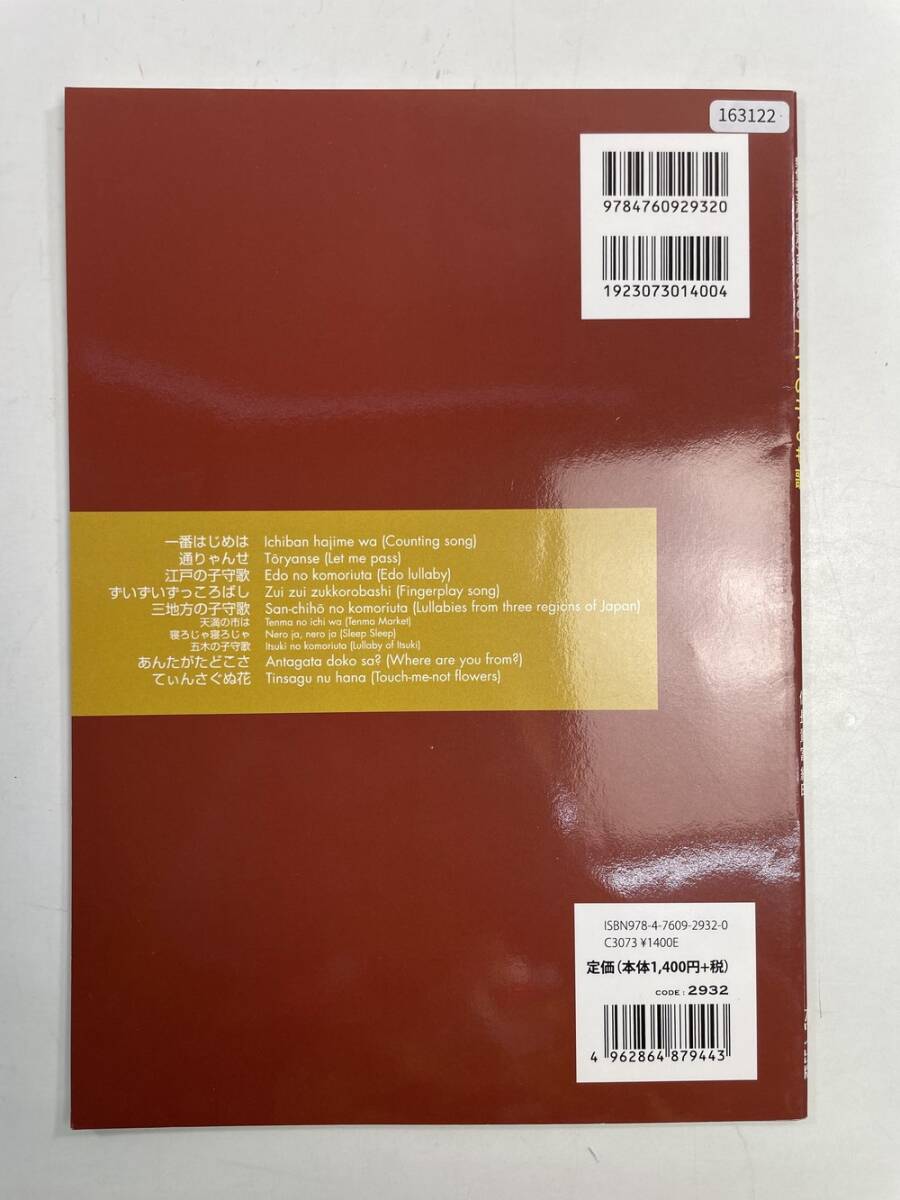 163122
9784760929320
1923073014004
一番はじめは Ichiban hajime wa (Counting song)
通りゃんせ Tōryanse (Let me pass)
江戸の子守歌 Edo no komoriuta (Edo lullaby)
ずいずいずっころばし Zui zui zukkorobashi (Fingerplay song)
三地方の子守歌 San-chihō no komoriuta (Lullabies from three regions of Japan)
天満の市は Tenma no ichi wa (Tenma Market)
寝ろじゃ寝ろじゃ Nero ja, nero ja (Sleep Sleep)
五木の子守歌 Itsuki no komoriuta (Lullaby of Itsuki)
あんたがたどこさ Antagata doko sa? (Where are you from?)
てぃんさぐぬ花 Tinsagu nu hana (Touch-me-not flowers)
ISBN978-4-7609-2932-0
C3073 ¥1400E
定価(本体1,400円+税)
CODE : 2932
4 962864 879443